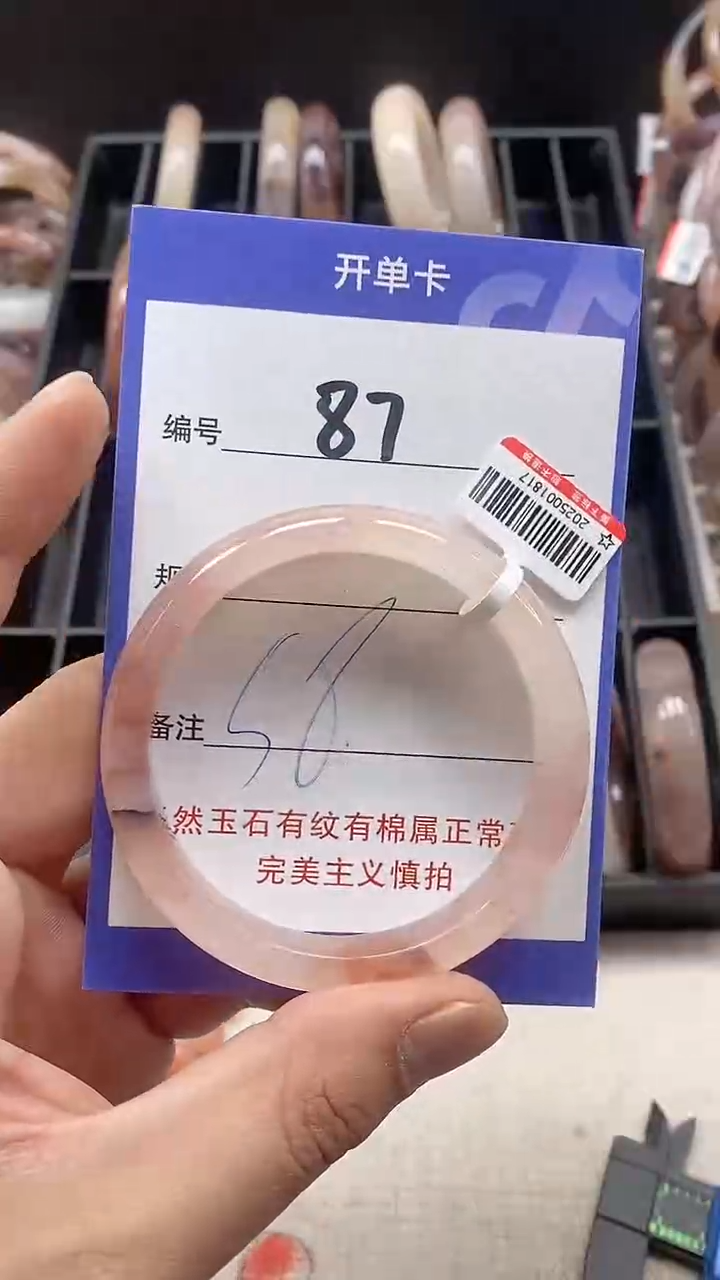 开单卡
编号 87
规
58
备注
然玉石有纹有棉属正常
完美主义慎拍
2025001817